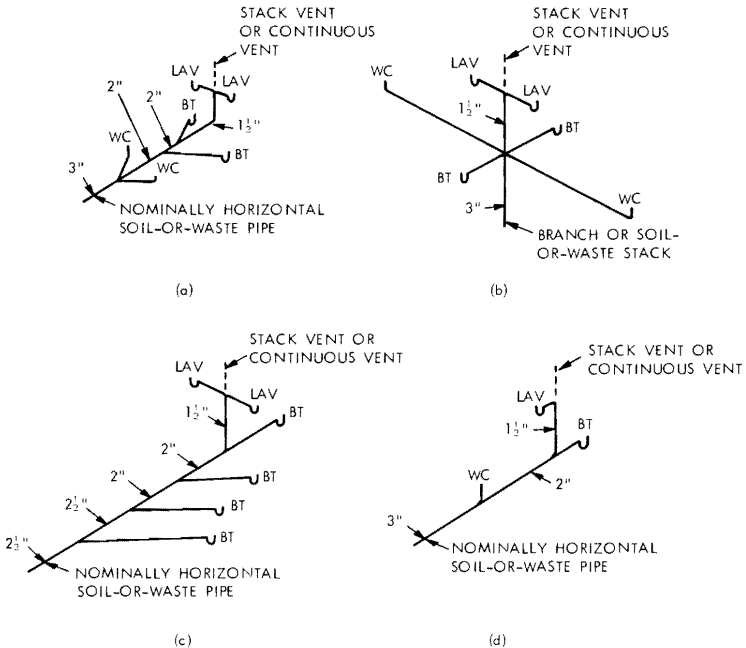 STACK VENT
OR CONTINUOUS
VENT
LAV
LAV
2"
2"
BT
1½"
WC
BT
3"
WC
NOMINALLY HORIZONTAL
SOIL-OR-WASTE PIPE
(a)
STACK VENT
OR CONTINUOUS
VENT
WC
LAV
LAV
1½"
BT
BT
WC
3"
BRANCH OR SOIL-
OR-WASTE STACK
(b)
STACK VENT OR
CONTINUOUS VENT
LAV
LAV
1½"
BT
2"
2"
BT
2½"
BT
2½"
BT
NOMINALLY HORIZONTAL
SOIL-OR-WASTE PIPE
(c)
STACK VENT OR
CONTINUOUS VENT
LAV
1½"
BT
WC
2"
3"
NOMINALLY HORIZONTAL
SOIL-OR-WASTE PIPE
(d)